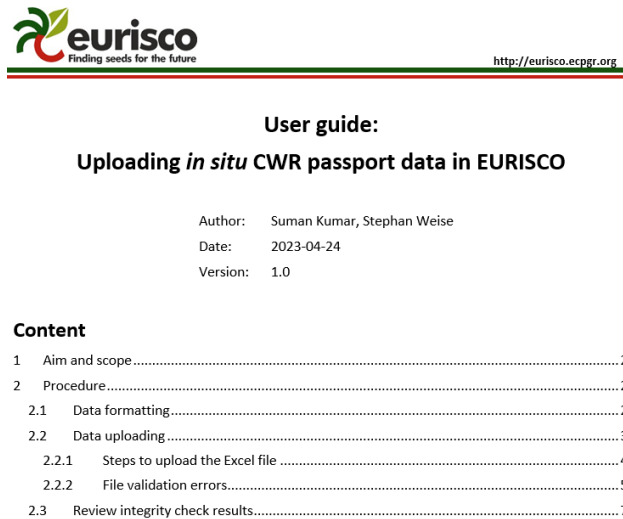 eurisco
Finding seeds for the future
http://eurisco.ecpgr.org
User guide:
Uploading in situ CWR passport data in EURISCO
Author: Suman Kumar, Stephan Weise
Date: 2023-04-24
Version: 1.0
Content
1 Aim and scope
2 Procedure
2.1 Data formatting
2.2 Data uploading
2.2.1 Steps to upload the Excel file
2.2.2 File validation errors
2.3 Review integrity check results